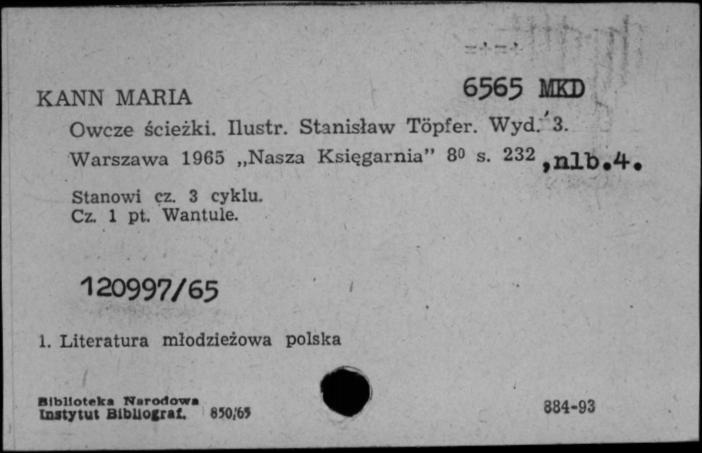 KANN MARIA 6565 MKD
Owcze ścieżki. Ilustr. Stanisław Töpfer. Wyd. 3.
Warszawa 1965 „Nasza Księgarnia” 8⁰ s. 232, nlb.4.
Stanowi cz. 3 cyklu.
Cz. 1 pt. Wantule.
120997/65
1. Literatura młodzieżowa polska
Biblioteka Narodowa
Instytut Bibliograf. 850/65 884-93